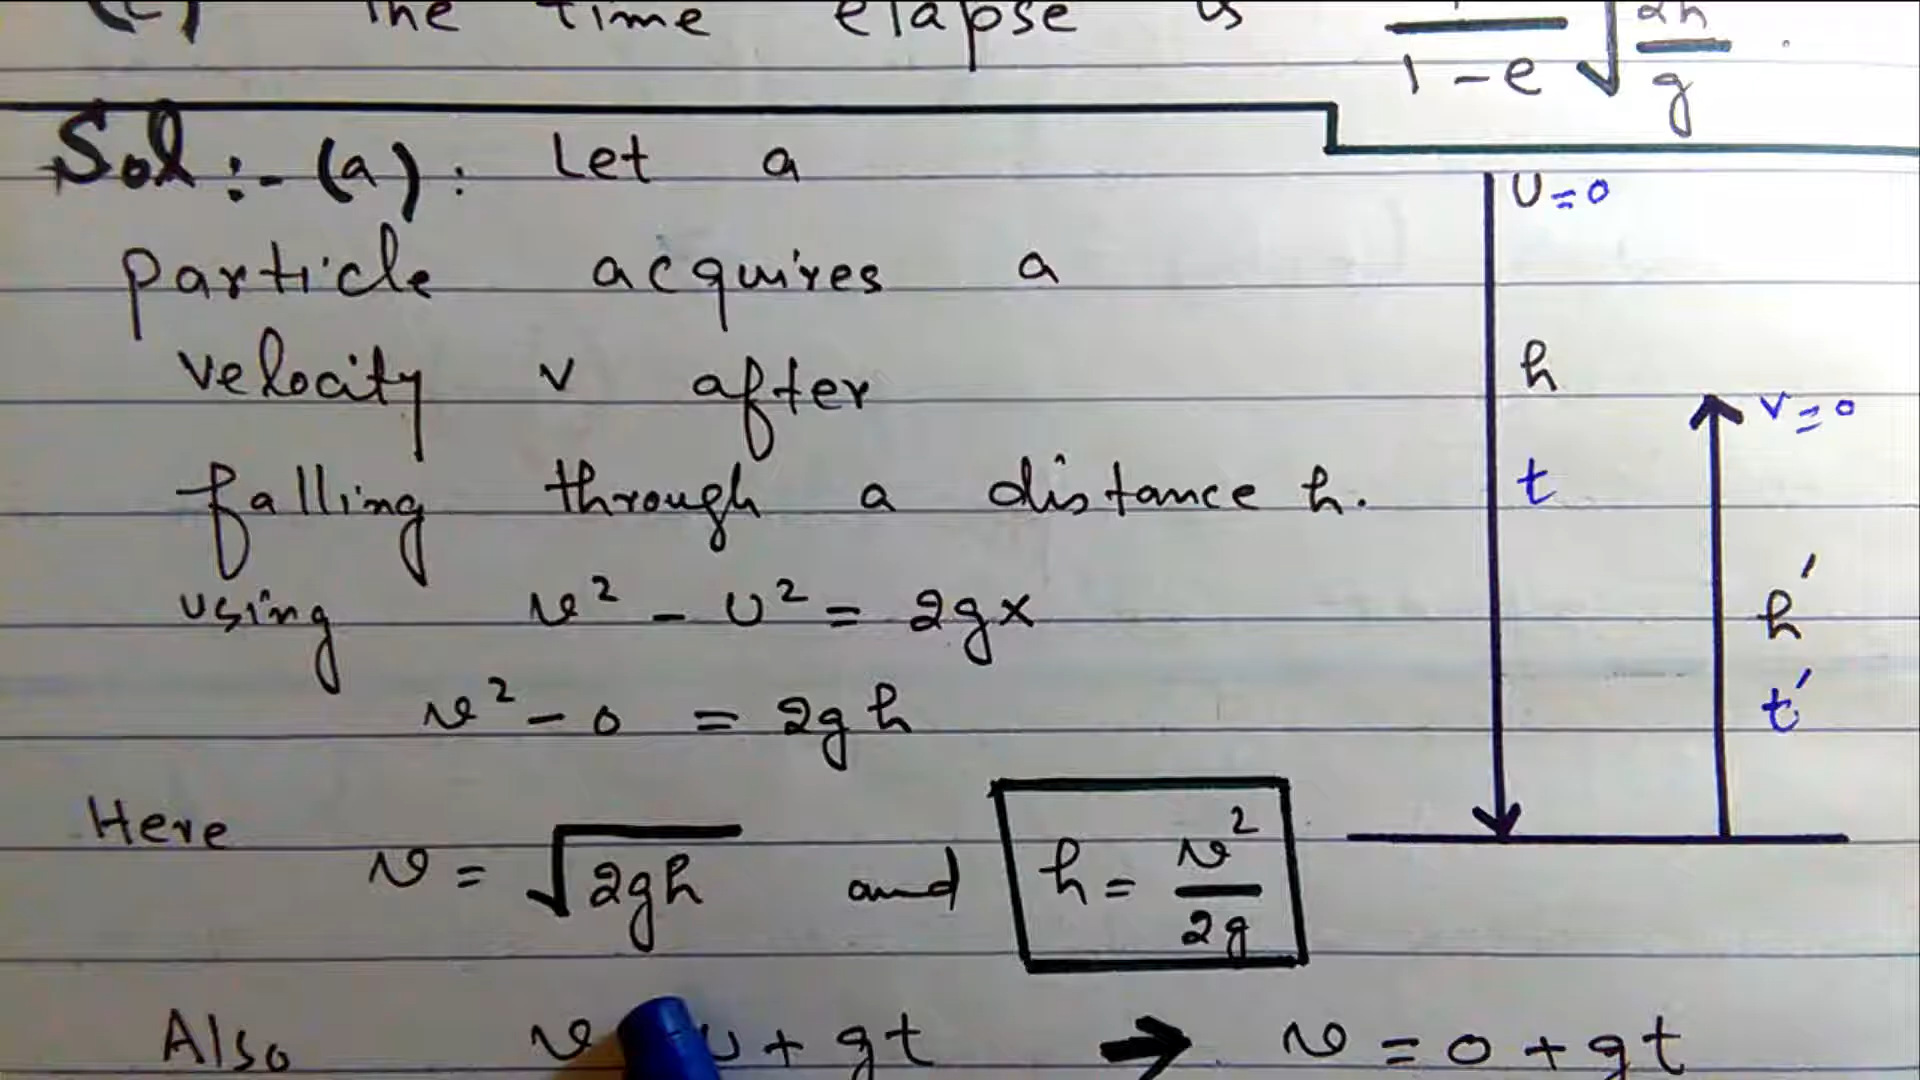 (c) The time elapse is 1+e/1-e √2h/g.
Sol:- (a): Let a
particle acquires a
velocity v after
falling through a distance h.
using v² - u² = 2gx
v² - 0 = 2gh
Here v = √2gh and h = v²/2g
Also v u + gt → v = 0 + gt
U=0
h
t
v=0
h'
t'